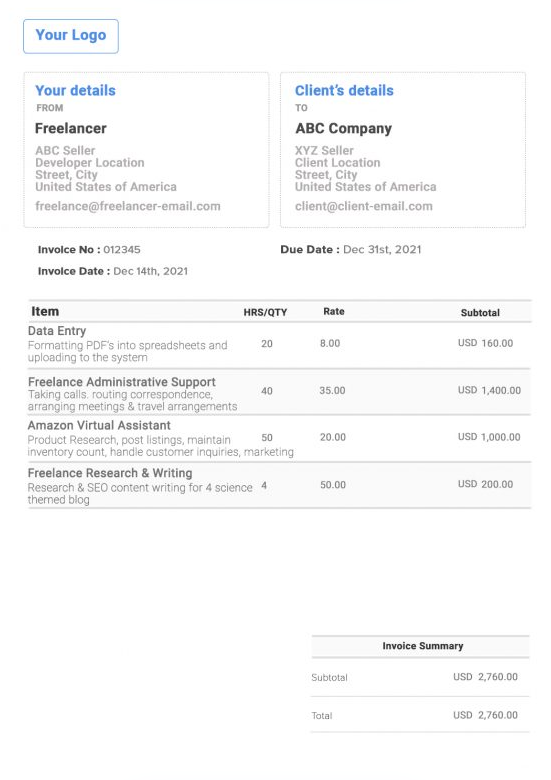 Your Logo
Your details
FROM
Freelancer
ABC Seller
Developer Location
Street, City
United States of America
freelance@freelancer-email.com
Client's details
TO
ABC Company
XYZ Seller
Client Location
Street, City
United States of America
client@client-email.com
Invoice No : 012345
Due Date : Dec 31st, 2021
Invoice Date : Dec 14th, 2021
Item HRS/QTY Rate Subtotal
Data Entry
Formatting PDF's into spreadsheets and
uploading to the system
20 8.00 USD 160.00
Freelance Administrative Support
Taking calls. routing correspondence,
arranging meetings & travel arrangements
40 35.00 USD 1,400.00
Amazon Virtual Assistant
Product Research, post listings, maintain
inventory count, handle customer inquiries, marketing
50 20.00 USD 1,000.00
Freelance Research & Writing
Research & SEO content writing for 4 science
themed blog
4 50.00 USD 200.00
Invoice Summary
Subtotal USD 2,760.00
Total USD 2,760.00